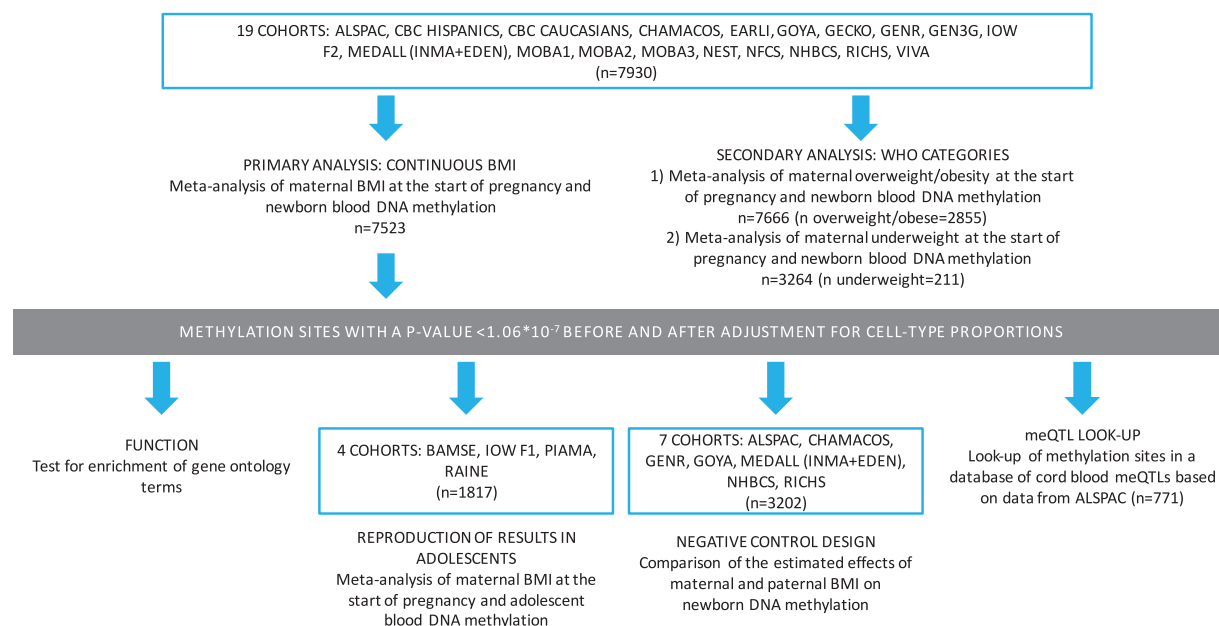 19 COHORTS: ALSPAC, CBC HISPANICS, CBC CAUCASIANS, CHAMACOS, EARLI, GOYA, GECKO, GENR, GEN3G, IOW
F2, MEDALL (INMA+EDEN), MOBA1, MOBA2, MOBA3, NEST, NFCS, NHBCS, RICHS, VIVA
(n=7930)
PRIMARY ANALYSIS: CONTINUOUS BMI
Meta-analysis of maternal BMI at the start of pregnancy and
newborn blood DNA methylation
n=7523
SECONDARY ANALYSIS: WHO CATEGORIES
1) Meta-analysis of maternal overweight/obesity at the start
of pregnancy and newborn blood DNA methylation
n=7666 (n overweight/obese=2855)
2) Meta-analysis of maternal underweight at the start of
pregnancy and newborn blood DNA methylation
n=3264 (n underweight=211)
METHYLATION SITES WITH A P-VALUE <1.06*10⁻⁷ BEFORE AND AFTER ADJUSTMENT FOR CELL-TYPE PROPORTIONS
FUNCTION
Test for enrichment of gene ontology
terms
4 COHORTS: BAMSE, IOW F1, PIAMA,
RAINE
(n=1817)
REPRODUCTION OF RESULTS IN
ADOLESCENTS
Meta-analysis of maternal BMI at the
start of pregnancy and adolescent
blood DNA methylation
7 COHORTS: ALSPAC, CHAMACOS,
GENR, GOYA, MEDALL (INMA+EDEN),
NHBCS, RICHS
(n=3202)
NEGATIVE CONTROL DESIGN
Comparison of the estimated effects of
maternal and paternal BMI on
newborn DNA methylation
meQTL LOOK-UP
Look-up of methylation sites in a
database of cord blood meQTLs based
on data from ALSPAC (n=771)